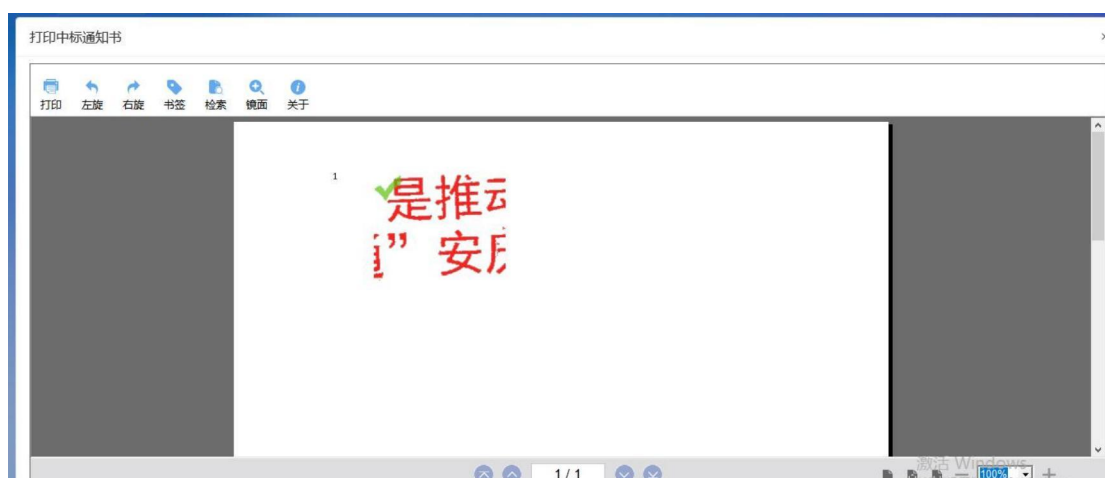 打印中标通知书
打印 左旋 右旋 书签 检索 镜面 关于
1
是推
” 安
1 / 1
激活 Windows
100%